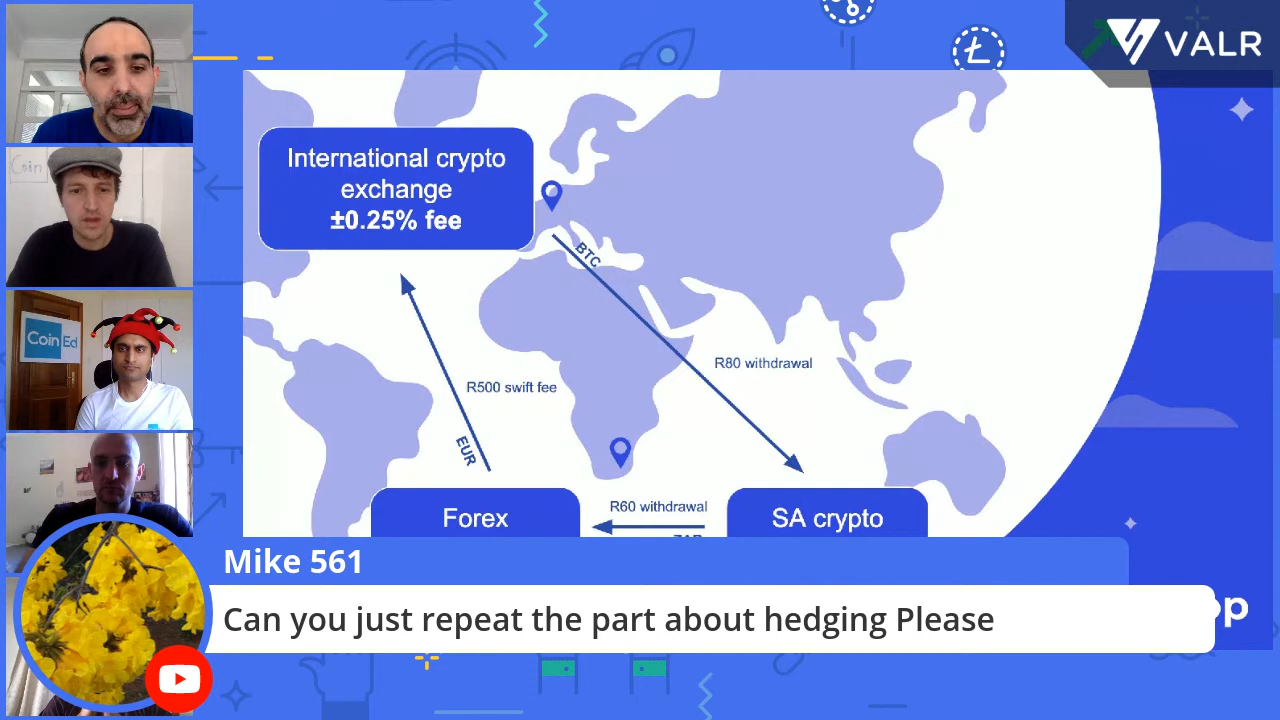 VALR
Coin
CoinEd
International crypto
exchange
±0.25% fee
BTC
R80 withdrawal
R500 swift fee
EUR
Forex
R60 withdrawal
SA crypto
Mike 561
Can you just repeat the part about hedging Please